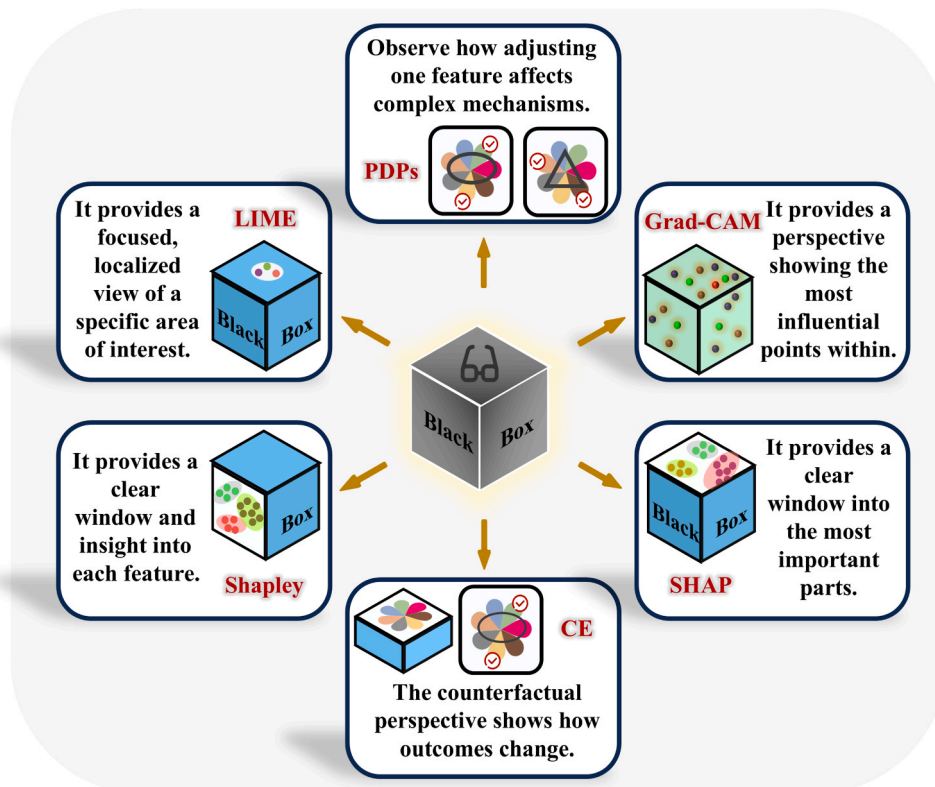 Observe how adjusting
one feature affects
complex mechanisms.
PDPs
LIME
It provides a
focused,
localized
view of a
specific area
of interest.
Black
Box
Grad-CAM
It provides a
perspective
showing the
most
influential
points within.
Black
Box
It provides a
clear
window and
insight into
each feature.
Box
Shapley
It provides a
clear
window into
the most
important
parts.
Black
Box
SHAP
CE
The counterfactual
perspective shows how
outcomes change.